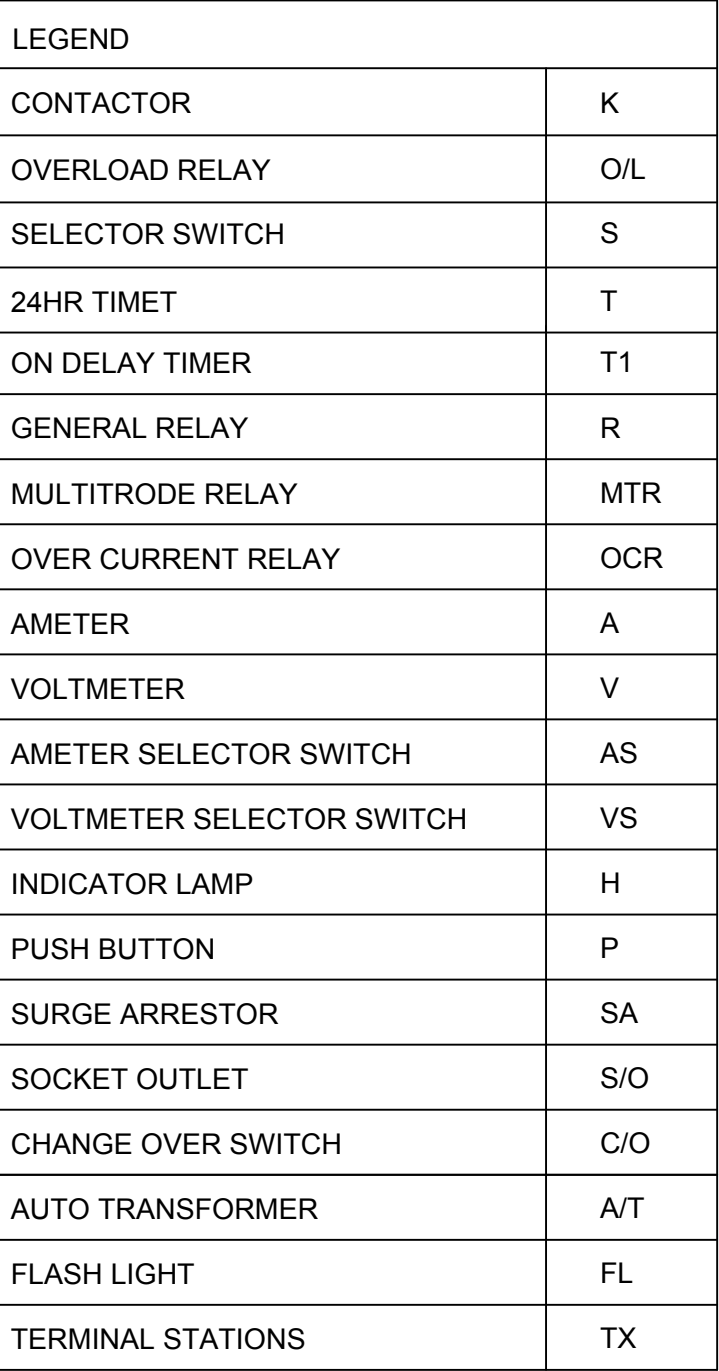 LEGEND
CONTACTOR K
OVERLOAD RELAY O/L
SELECTOR SWITCH S
24HR TIMET T
ON DELAY TIMER T1
GENERAL RELAY R
MULTITRODE RELAY MTR
OVER CURRENT RELAY OCR
AMETER A
VOLTMETER V
AMETER SELECTOR SWITCH AS
VOLTMETER SELECTOR SWITCH VS
INDICATOR LAMP H
PUSH BUTTON P
SURGE ARRESTOR SA
SOCKET OUTLET S/O
CHANGE OVER SWITCH C/O
AUTO TRANSFORMER A/T
FLASH LIGHT FL
TERMINAL STATIONS TX